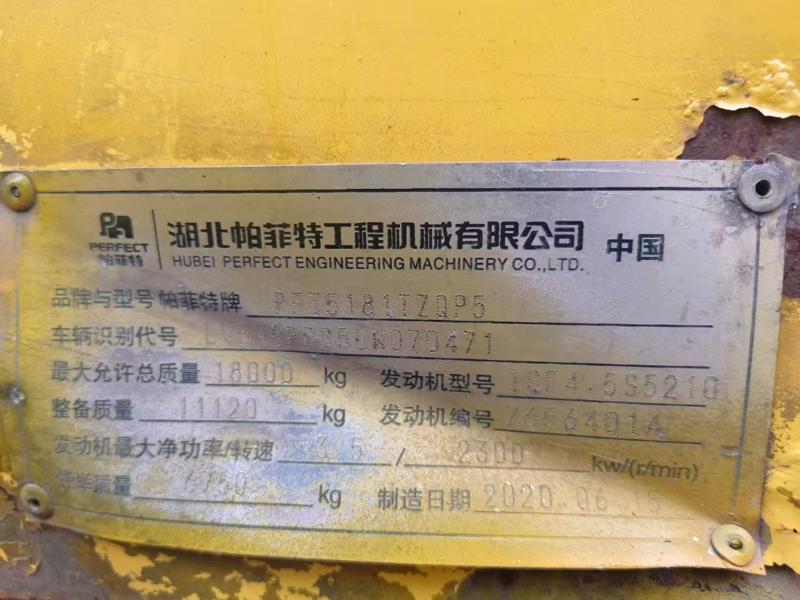 PERFECT
帕菲特
湖北帕菲特工程机械有限公司 中国
HUBEI PERFECT ENGINEERING MACHINERY CO.,LTD.
品牌与型号 帕菲特牌 PFT5181TZQP5
车辆识别代号
最大允许总质量 18000 kg 发动机型号
整备质量 11120 kg 发动机编号
发动机最大净功率/转速 / 2300 kw/(r/min)
质量 kg 制造日期 2020.06.15